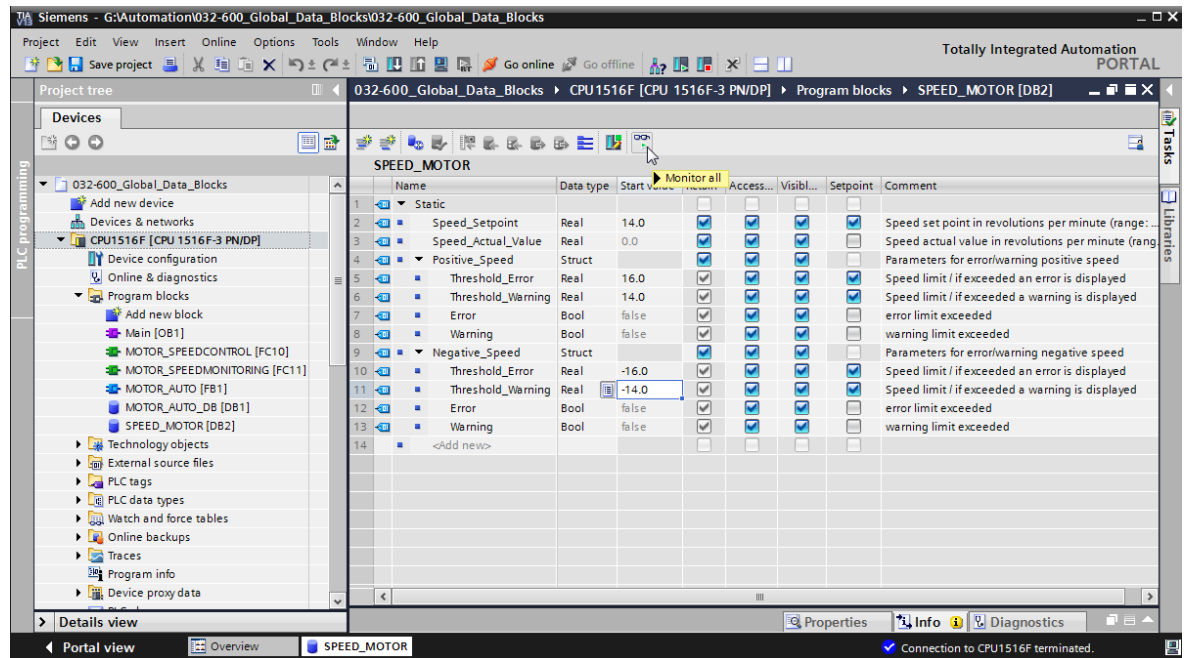 Siemens - G:\Automation\032-600_Global_Data_Blocks\032-600_Global_Data_Blocks
Project Edit View Insert Online Options Tools Window Help
Totally Integrated Automation
PORTAL
Save project Go online Go offline
Project tree
032-600_Global_Data_Blocks CPU1516F [CPU 1516F-3 PN/DP] Program blocks SPEED_MOTOR [DB2]
Devices
PLC programming
032-600_Global_Data_Blocks
Add new device
Devices & networks
CPU1516F [CPU 1516F-3 PN/DP]
Device configuration
Online & diagnostics
Program blocks
Add new block
Main [OB1]
MOTOR_SPEEDCONTROL [FC10]
MOTOR_SPEEDMONITORING [FC11]
MOTOR_AUTO [FB1]
MOTOR_AUTO_DB [DB1]
SPEED_MOTOR [DB2]
Technology objects
External source files
PLC tags
PLC data types
Watch and force tables
Online backups
Traces
Program info
Device proxy data
Details view
SPEED_MOTOR
Monitor all
Name Data type Start Access... Visibl... Setpoint Comment
1 Static
2 Speed_Setpoint Real 14.0 Speed set point in revolutions per minute (range: ...
3 Speed_Actual_Value Real 0.0 Speed actual value in revolutions per minute (rang
4 Positive_Speed Struct Parameters for error/warning positive speed
5 Threshold_Error Real 16.0 Speed limit / if exceeded an error is displayed
6 Threshold_Warning Real 14.0 Speed limit / if exceeded a warning is displayed
7 Error Bool false error limit exceeded
8 Warning Bool false warning limit exceeded
9 Negative_Speed Struct Parameters for error/warning negative speed
10 Threshold_Error Real -16.0 Speed limit / if exceeded an error is displayed
11 Threshold_Warning Real -14.0 Speed limit / if exceeded a warning is displayed
12 Error Bool false error limit exceeded
13 Warning Bool false warning limit exceeded
14 <Add new>
Tasks
Libraries
Properties Info Diagnostics
Portal view Overview SPEED_MOTOR Connection to CPU1516F terminated.